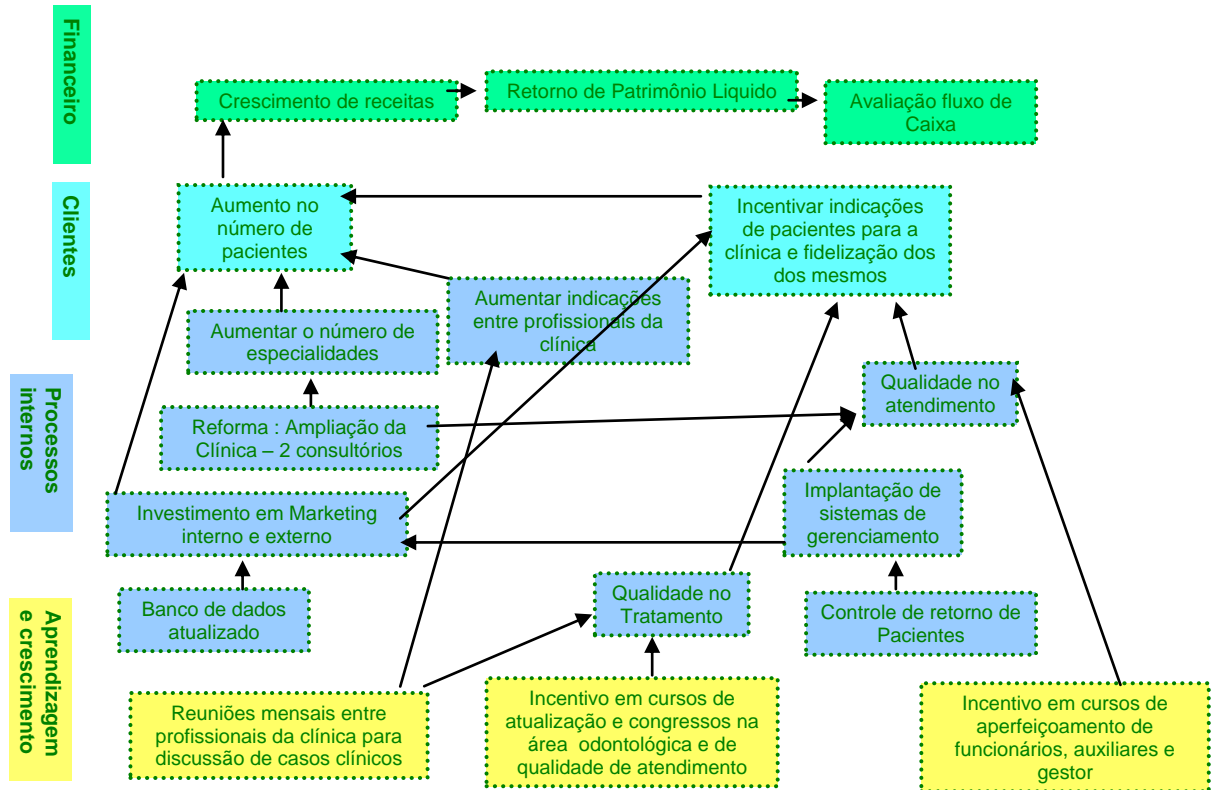 Financeiro
Crescimento de receitas
Retorno de Patrimônio Liquido
Avaliação fluxo de
Caixa
Clientes
Aumento no
número de
pacientes
Incentivar indicações
de pacientes para a
clínica e fidelização dos
dos mesmos
Aumentar indicações
entre profissionais da
clínica
Aumentar o número de
especialidades
Processos
internos
Qualidade no
atendimento
Reforma : Ampliação da
Clínica – 2 consultórios
Investimento em Marketing
interno e externo
Implantação de
sistemas de
gerenciamento
Aprendizagem
e crescimento
Banco de dados
atualizado
Qualidade no
Tratamento
Controle de retorno de
Pacientes
Reuniões mensais entre
profissionais da clínica para
discussão de casos clínicos
Incentivo em cursos de
atualização e congressos na
área odontológica e de
qualidade de atendimento
Incentivo em cursos de
aperfeiçoamento de
funcionários, auxiliares e
gestor